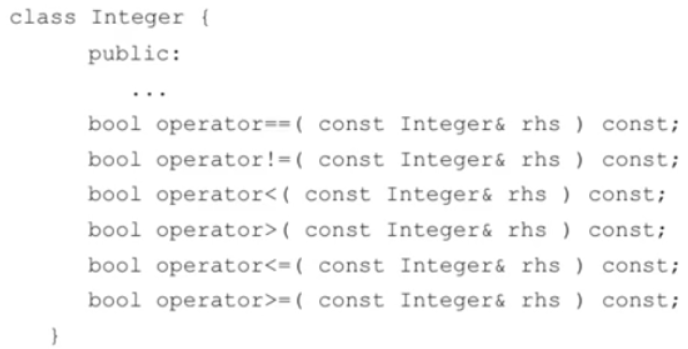 class Integer {
public:
...
bool operator==( const Integer& rhs ) const;
bool operator!=( const Integer& rhs ) const;
bool operator<( const Integer& rhs ) const;
bool operator>( const Integer& rhs ) const;
bool operator<=( const Integer& rhs ) const;
bool operator>=( const Integer& rhs ) const;
}